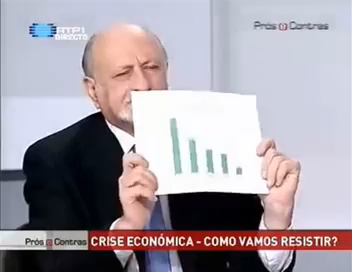 RTP1
DIRECTO
Prós e Contras
Prós e Contras
CRISE ECONÓMICA - COMO VAMOS RESISTIR?